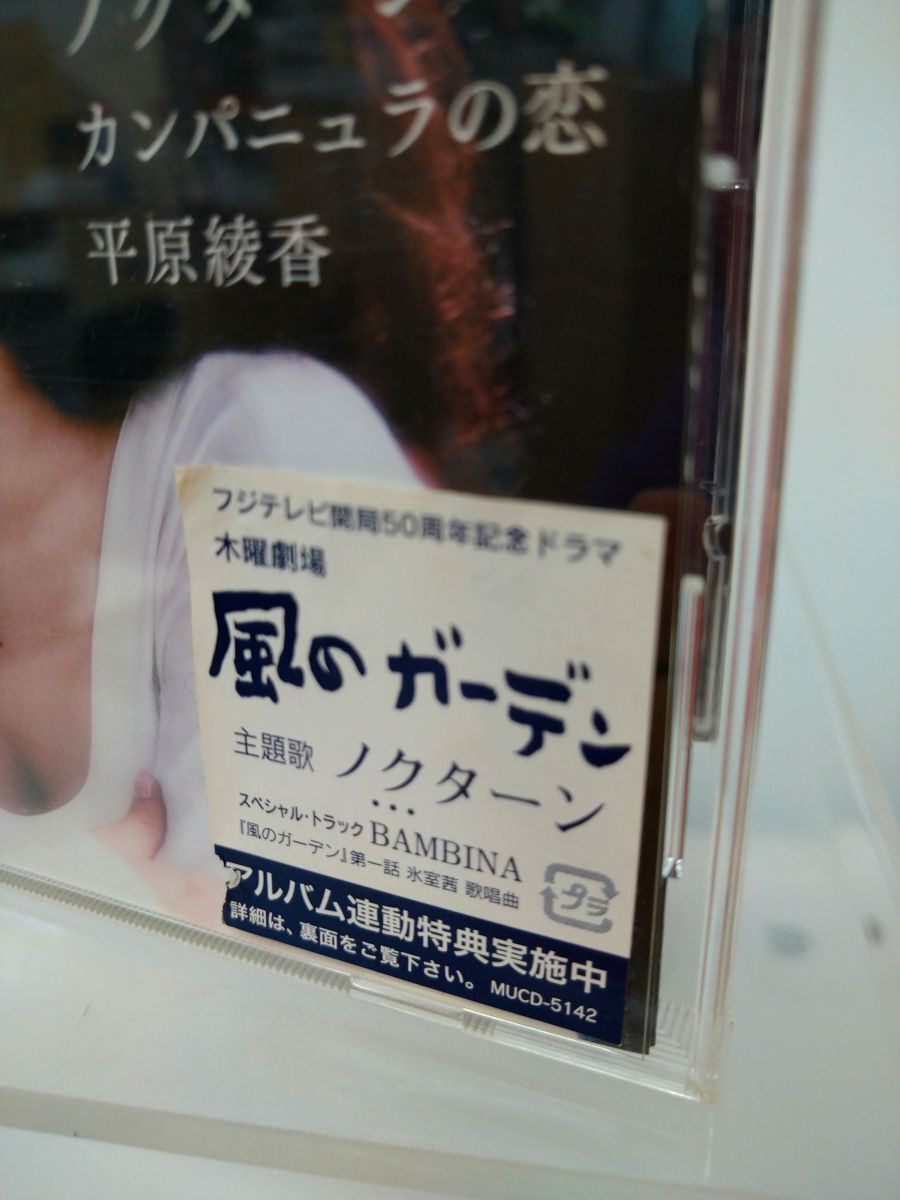 ノクターン
カンパニュラの恋
平原綾香
フジテレビ開局50周年記念ドラマ
木曜劇場
風のガーデン
主題歌 ノクターン
スペシャル・トラック BAMBINA
『風のガーデン』第一話 氷室茜 歌唱曲
プラ
アルバム連動特典実施中
詳細は、裏面をご覧下さい。 MUCD-5142